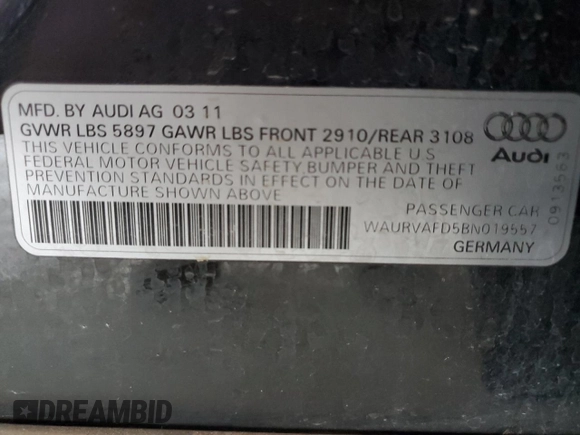 MFD. BY AUDI AG 03 11
GVWR LBS 5897 GAWR LBS FRONT 2910/REAR 3108
THIS VEHICLE CONFORMS TO ALL APPLICABLE U.S
FEDERAL MOTOR VEHICLE SAFETY, BUMPER AND THEFT
PREVENTION STANDARDS IN EFFECT ON THE DATE OF
MANUFACTURE SHOWN ABOVE
Audi
PASSENGER CAR
WAURVAFD5BN019557
GERMANY
0913663
DREAMBID